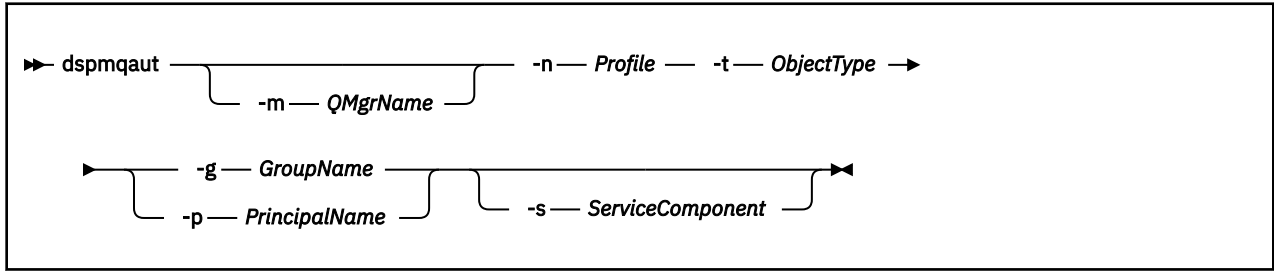 dspmqaut -n Profile -t ObjectType
-m QMgrName
-g GroupName
-p PrincipalName -s ServiceComponent